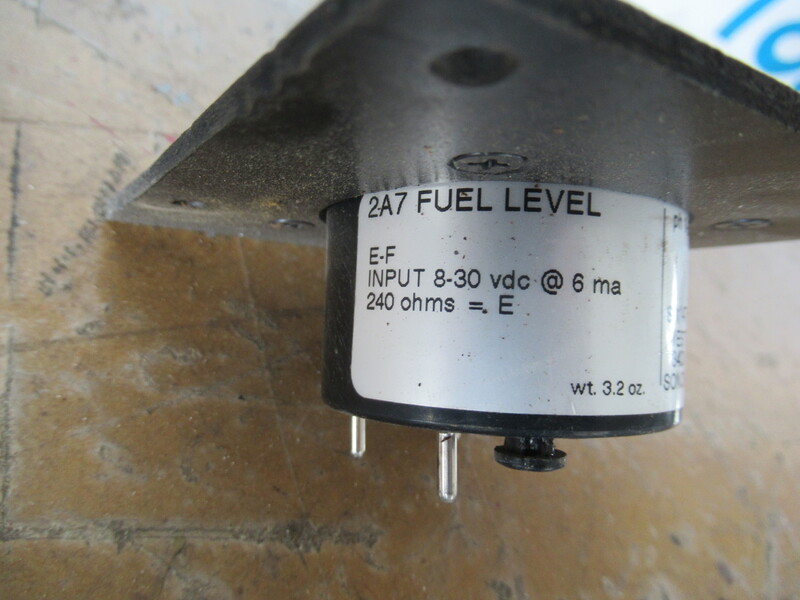 2A7 FUEL LEVEL
E-F
INPUT 8-30 vdc @ 6 ma
240 ohms = E
wt. 3.2 oz.